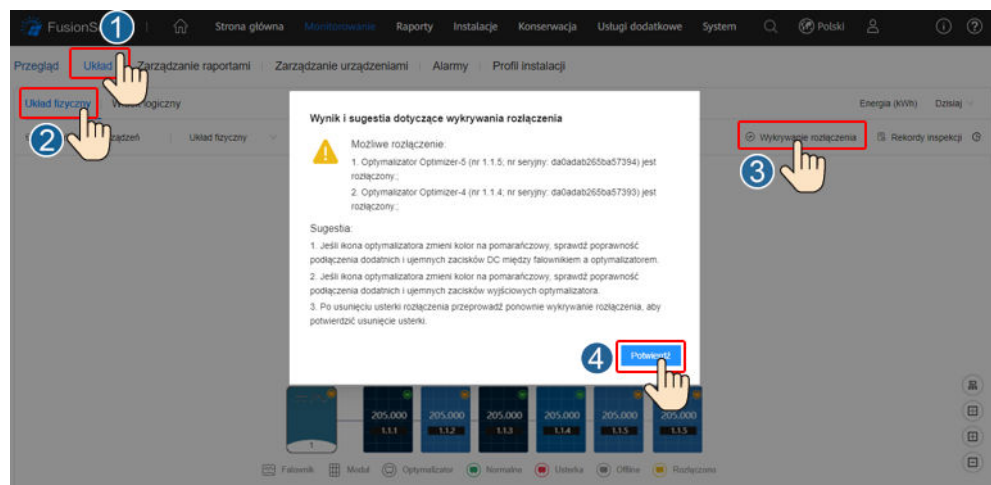 FusionS
1
Strona główna
Monitorowanie
Raporty
Instalacje
Konserwacja
Usługi dodatkowe
System
Polski
Przegląd
Układ
Zarządzanie raportami
Zarządzanie urządzeniami
Alarmy
Profil instalacji
Układ fizyczny
logiczny
Energia (kWh)
Dzisiaj
2
Układ fizyczny
Wykrywanie rozłączenia
Rekordy inspekcji
3
Wynik i sugestia dotyczące wykrywania rozłączenia
Możliwe rozłączenie:
1. Optymalizator Optimizer-5 (nr 1.1.5; nr seryjny: da0adab265ba57394) jest
rozłączony.;
2. Optymalizator Optimizer-4 (nr 1.1.4; nr seryjny: da0adab265ba57393) jest
rozłączony.;
Sugestia:
1. Jeśli ikona optymalizatora zmieni kolor na pomarańczowy, sprawdź poprawność
podłączenia dodatnich i ujemnych zacisków DC między falownikiem a optymalizatorem.
2. Jeśli ikona optymalizatora zmieni kolor na pomarańczowy, sprawdź poprawność
podłączenia dodatnich i ujemnych zacisków wyjściowych optymalizatora.
3. Po usunięciu usterki rozłączenia przeprowadź ponownie wykrywanie rozłączenia, aby
potwierdzić usunięcie usterki.
4
Potwierdź
205.000
205.000
205.000
205.000
205.000
205.000
1.1.1
1.1.2
1.1.3
1.1.4
1.1.5
1.1.5
1
Falownik
Moduł
Optymalizator
Normalne
Usterka
Offline
Rozłączono